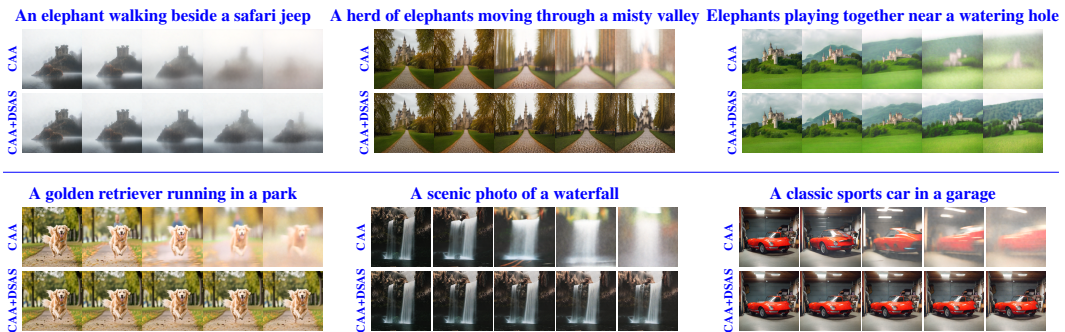 An elephant walking beside a safari jeep
A herd of elephants moving through a misty valley
Elephants playing together near a watering hole
CAA
CAA
CAA
CAA+DSAS
CAA+DSAS
CAA+DSAS
A golden retriever running in a park
A scenic photo of a waterfall
A classic sports car in a garage
CAA
CAA
CAA
CAA+DSAS
CAA+DSAS
CAA+DSAS